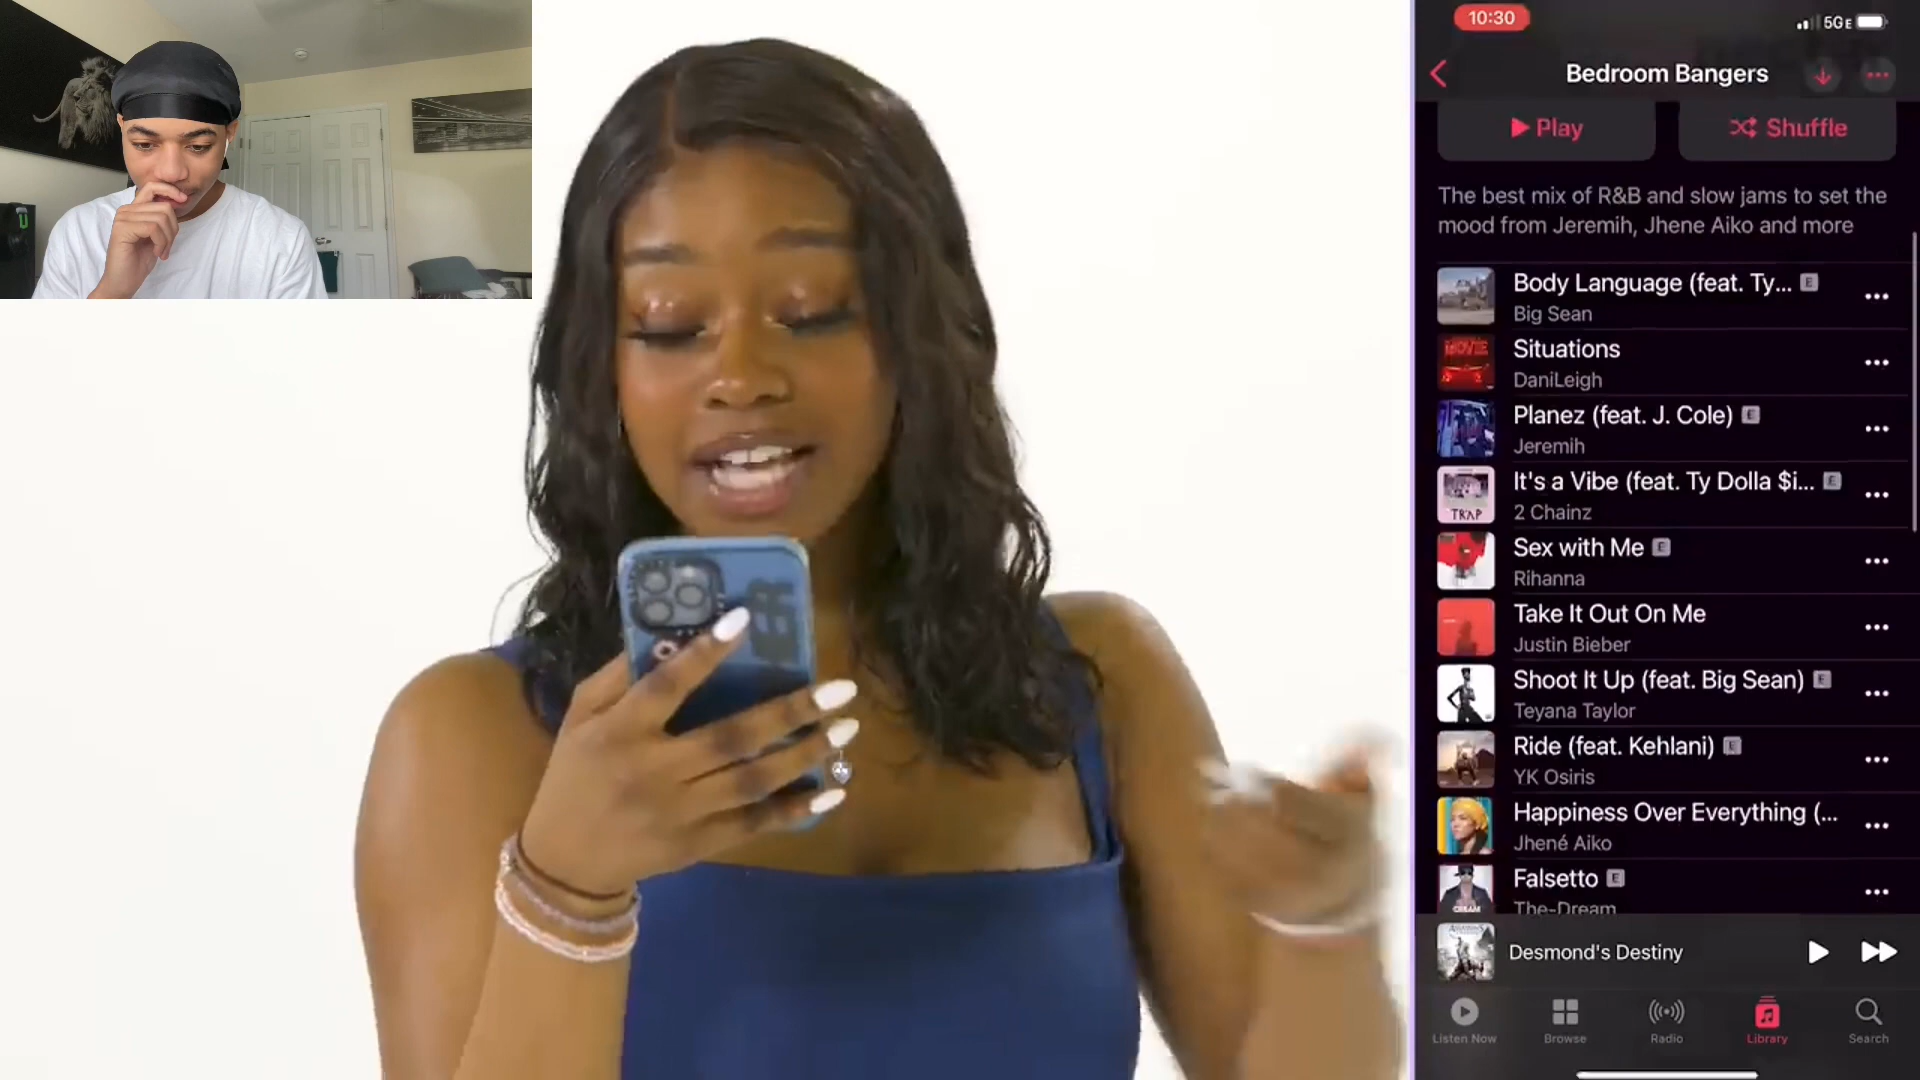 10:30
5GE
Bedroom Bangers
Play
Shuffle
The best mix of R&B and slow jams to set the
mood from Jeremih, Jhene Aiko and more
Body Language (feat. Ty... E
Big Sean
MOVIE
Situations
DaniLeigh
Planez (feat. J. Cole) E
Jeremih
It's a Vibe (feat. Ty Dolla $i... E
TRAP
2 Chainz
Sex with Me E
Rihanna
Take It Out On Me
Justin Bieber
Shoot It Up (feat. Big Sean) E
Teyana Taylor
Ride (feat. Kehlani) E
YK Osiris
Happiness Over Everything (...
Jhené Aiko
Falsetto E
The-Dream
Desmond's Destiny
Listen Now
Browse
Radio
Library
Search